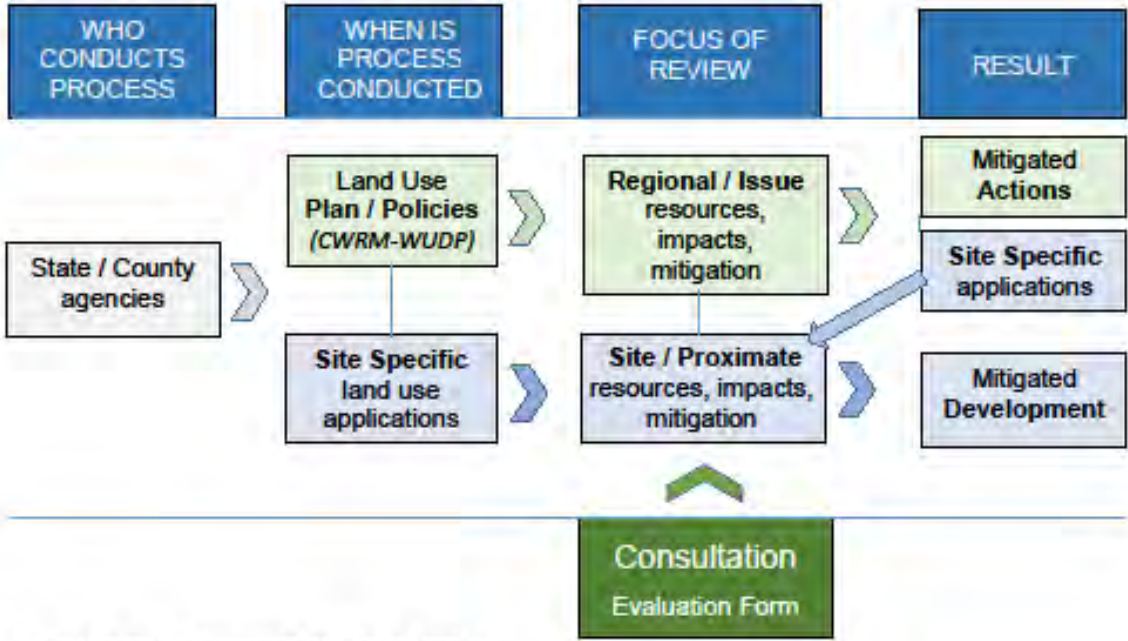 WHO
CONDUCTS
PROCESS
WHEN IS
PROCESS
CONDUCTED
FOCUS OF
REVIEW
RESULT
State / County
agencies
Land Use
Plan / Policies
(CWRM-WUDP)
Regional / Issue
resources,
impacts,
mitigation
Mitigated
Actions
Site Specific
applications
Site Specific
land use
applications
Site / Proximate
resources, impacts,
mitigation
Mitigated
Development
Consultation
Evaluation Form